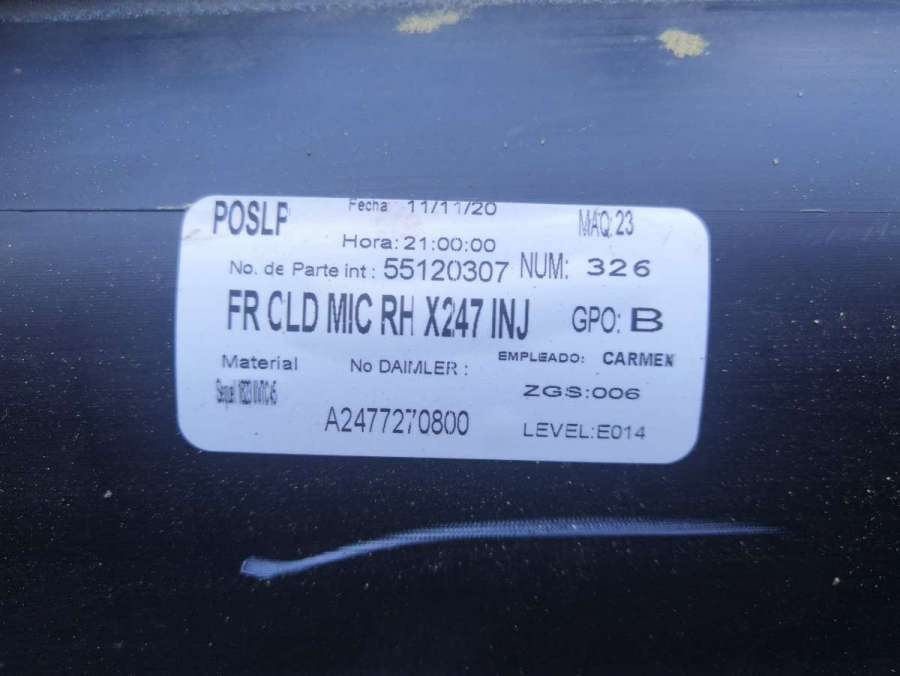 POSLP Fecha: 11/11/20 MAQ: 23
Hora: 21:00:00
No. de Parte int : 55120307 NUM: 326
FR CLD MIC RH X247 INJ GPO: B
Material No DAIMLER : EMPLEADO: CARMEN
ZGS:006
A2477270800 LEVEL:E014